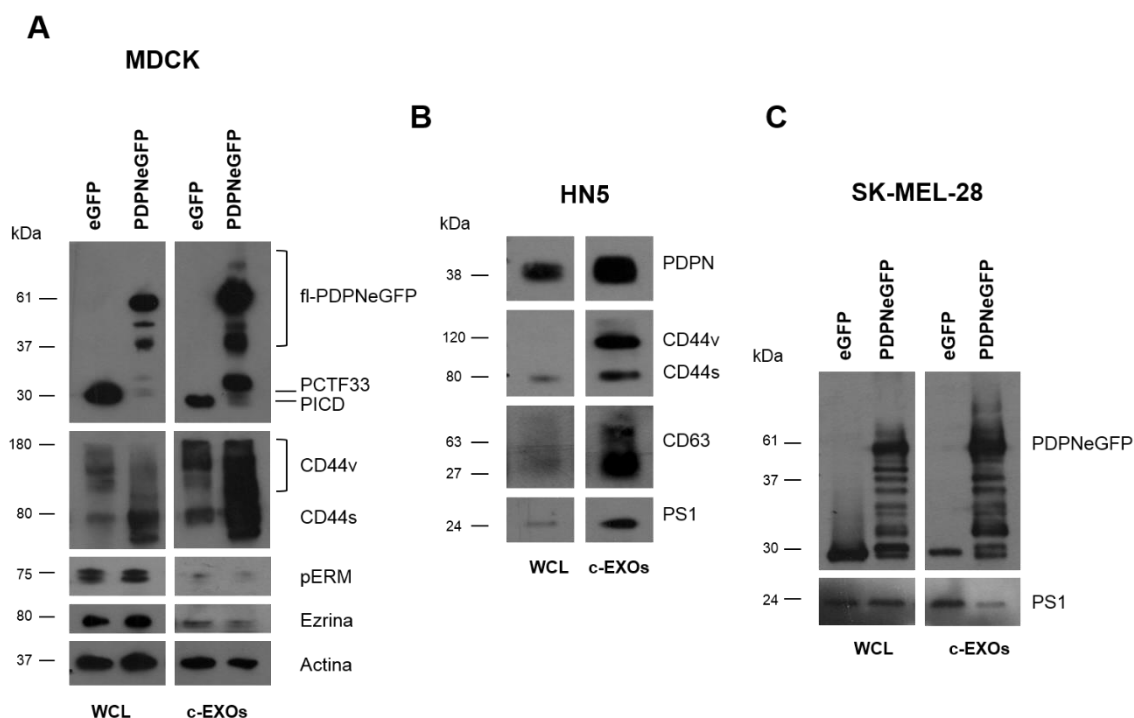 A
MDCK
eGFP
PDPNeGFP
eGFP
PDPNeGFP
kDa
61
37
30
180
80
75
80
37
fl-PDPNeGFP
PCTF33
PICD
CD44v
CD44s
pERM
Ezrina
Actina
WCL
c-EXOs
B
HN5
kDa
38
120
80
63
27
24
PDPN
CD44v
CD44s
CD63
PS1
WCL
c-EXOs
C
SK-MEL-28
eGFP
PDPNeGFP
eGFP
PDPNeGFP
kDa
61
37
30
24
PDPNeGFP
PS1
WCL
c-EXOs